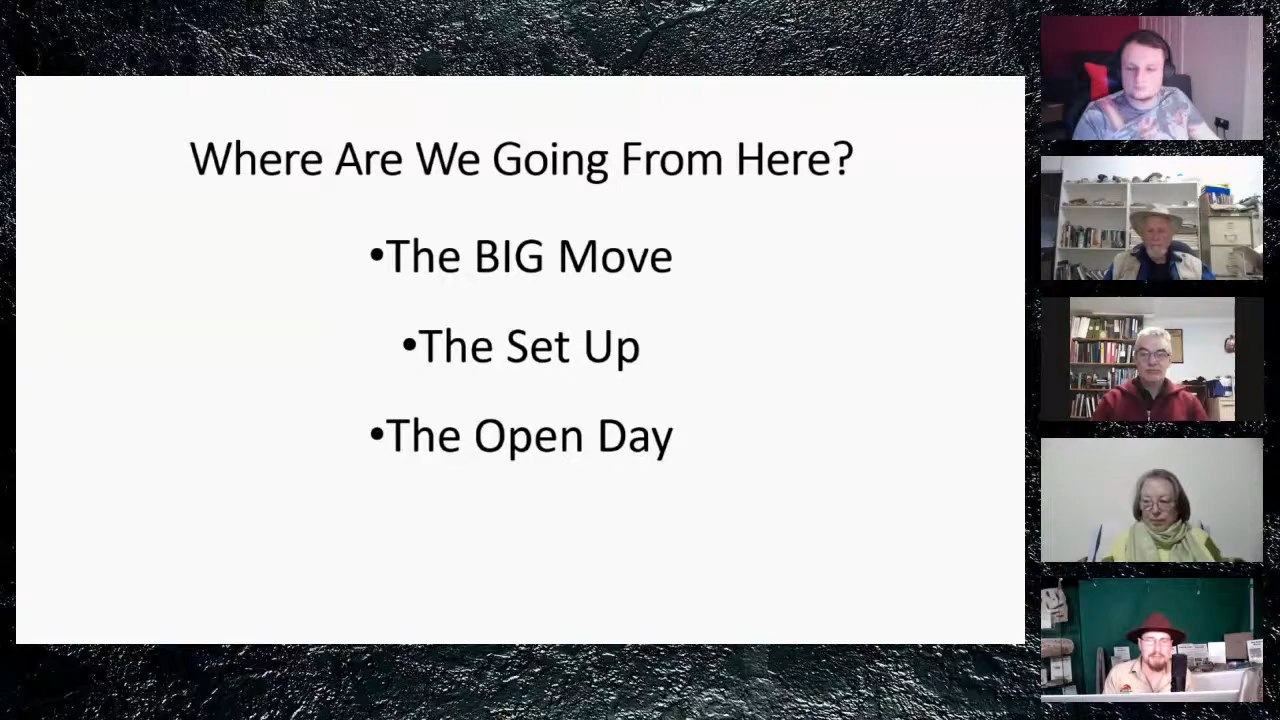 Where Are We Going From Here?
•The BIG Move
•The Set Up
•The Open Day